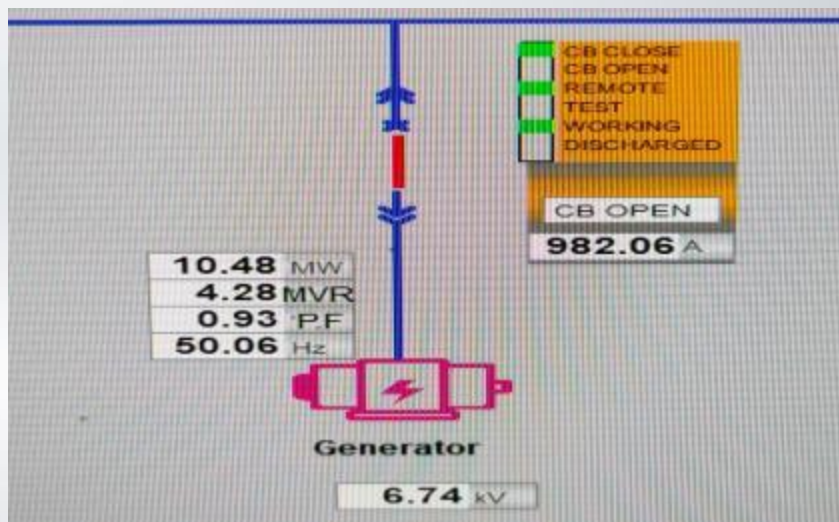 CB CLOSE
CB OPEN
REMOTE
TEST
WORKING
DISCHARGED
CB OPEN
982.06 A
10.48 MW
4.28 MVR
0.93 P.F
50.06 Hz
Generator
6.74 kV